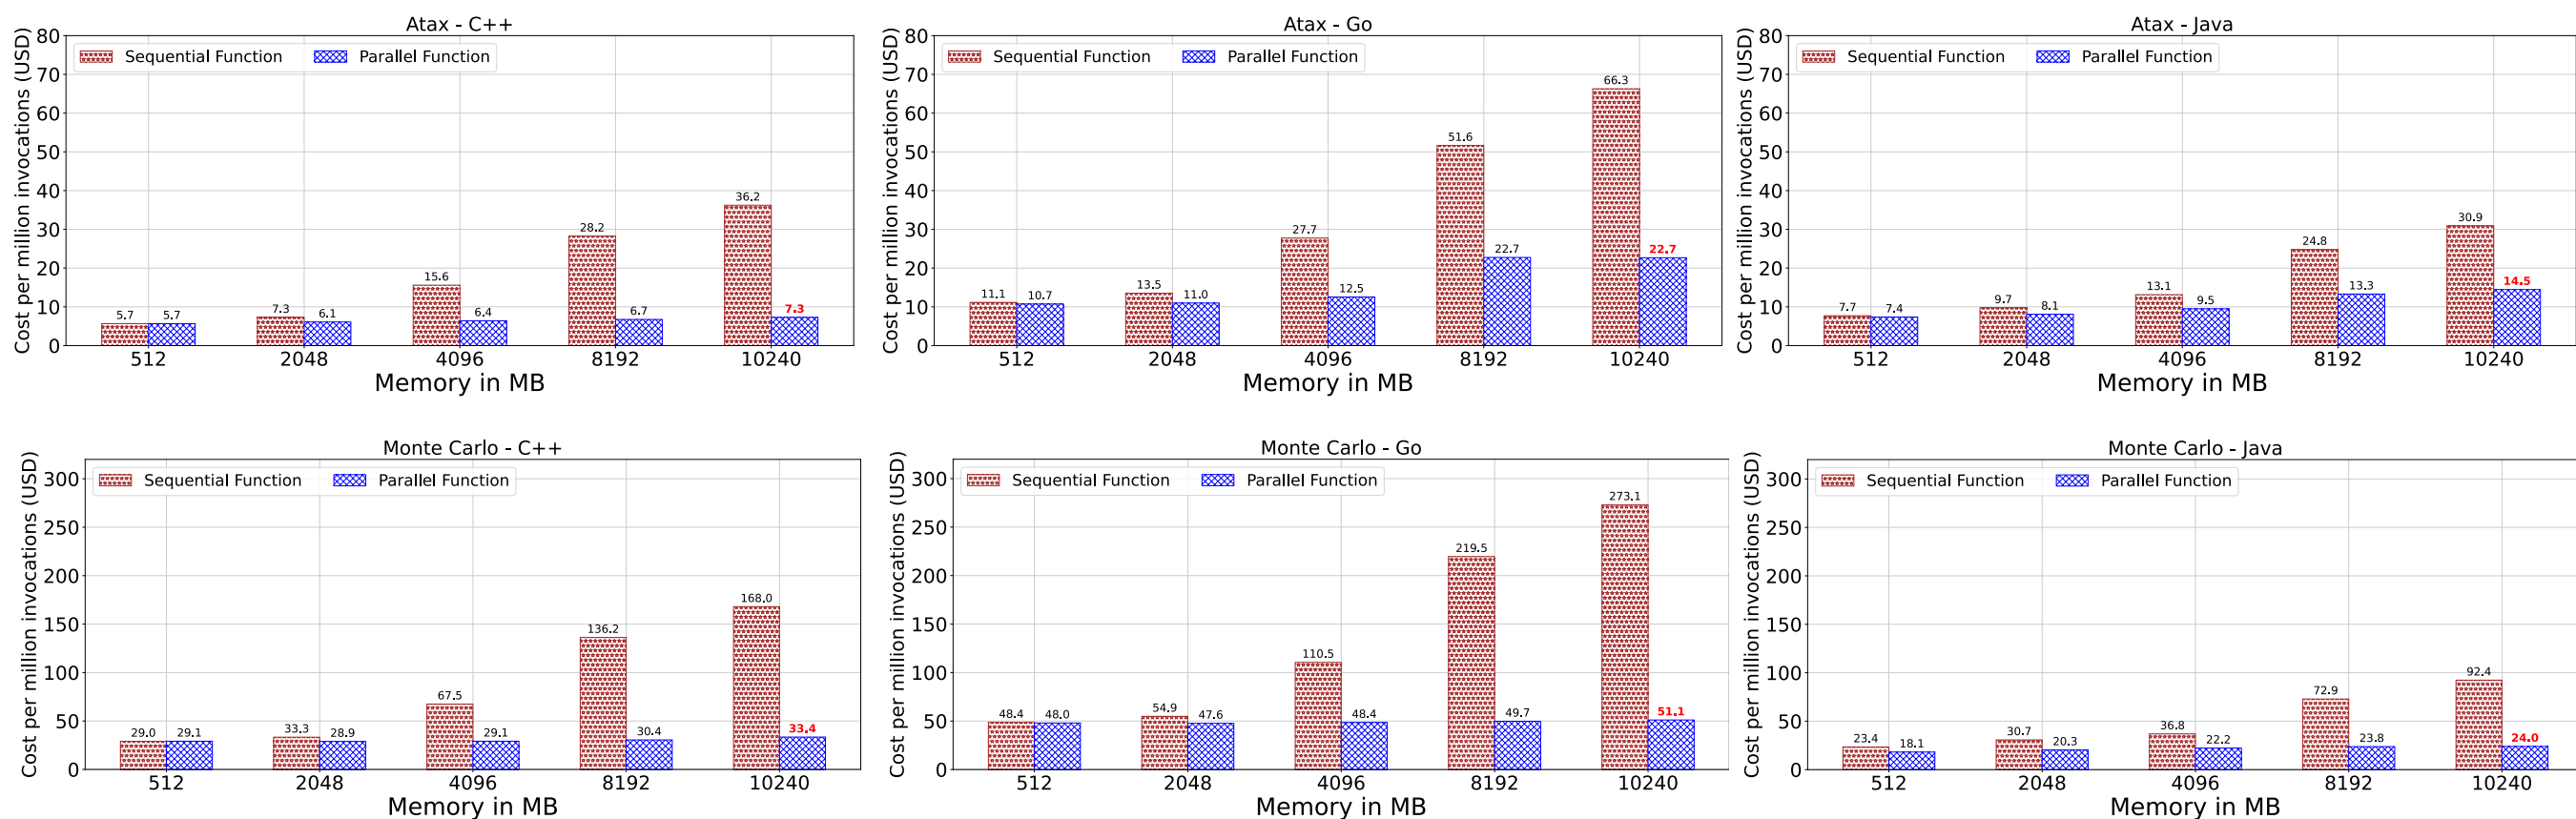 Atax - C++
Cost per million invocations (USD)
80
70
60
50
40
30
20
10
0
Sequential Function Parallel Function
5.7 5.7 7.3 6.1 15.6 6.4 28.2 6.7 36.2 7.3
512 2048 4096 8192 10240
Memory in MB
Atax - Go
Cost per million invocations (USD)
80
70
60
50
40
30
20
10
0
Sequential Function Parallel Function
11.1 10.7 13.5 11.0 27.7 12.5 51.6 22.7 66.3 22.7
512 2048 4096 8192 10240
Memory in MB
Atax - Java
Cost per million invocations (USD)
80
70
60
50
40
30
20
10
0
Sequential Function Parallel Function
7.7 7.4 9.7 8.1 13.1 9.5 24.8 13.3 30.9 14.5
512 2048 4096 8192 10240
Memory in MB
Monte Carlo - C++
Cost per million invocations (USD)
300
250
200
150
100
50
0
Sequential Function Parallel Function
29.0 29.1 33.3 28.9 67.5 29.1 136.2 30.4 168.0 33.4
512 2048 4096 8192 10240
Memory in MB
Monte Carlo - Go
Cost per million invocations (USD)
300
250
200
150
100
50
0
Sequential Function Parallel Function
48.4 48.0 54.9 47.6 110.5 48.4 219.5 49.7 273.1 51.1
512 2048 4096 8192 10240
Memory in MB
Monte Carlo - Java
Cost per million invocations (USD)
300
250
200
150
100
50
0
Sequential Function Parallel Function
23.4 18.1 30.7 20.3 36.8 22.2 72.9 23.8 92.4 24.0
512 2048 4096 8192 10240
Memory in MB